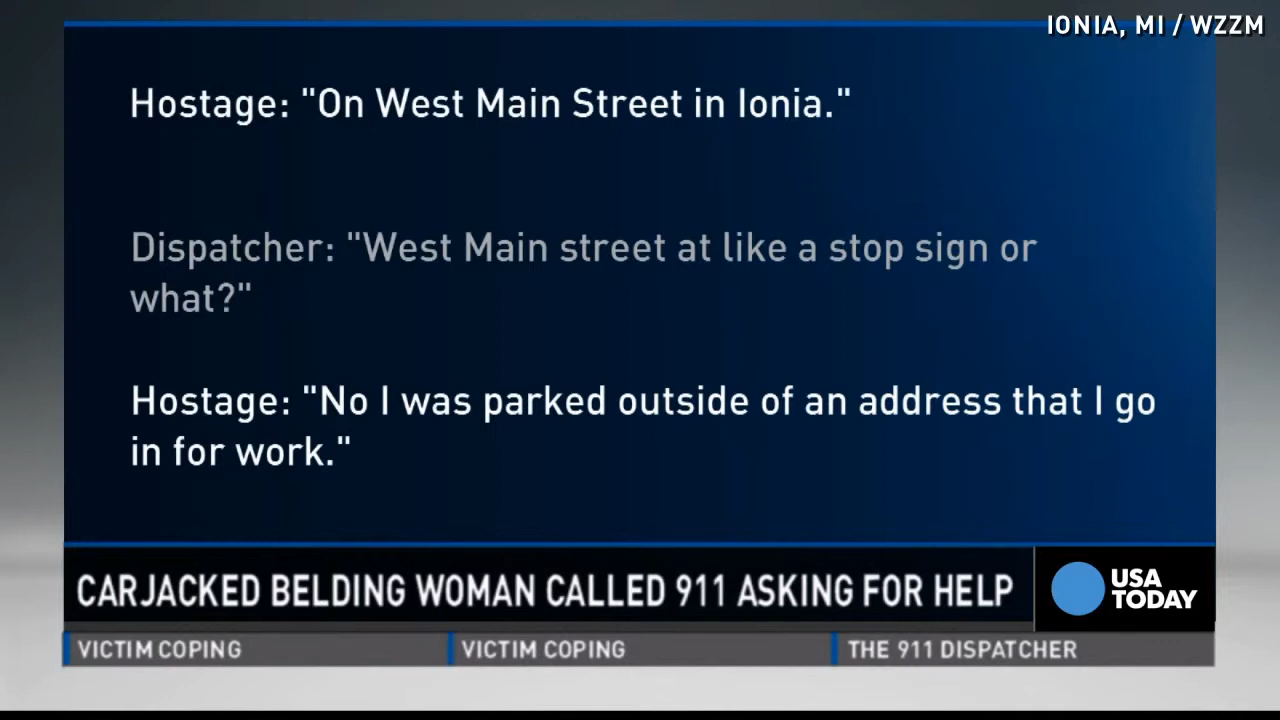 IONIA, MI / WZZM
Hostage: "On West Main Street in Ionia."
Dispatcher: "West Main street at like a stop sign or
what?"
Hostage: "No I was parked outside of an address that I go
in for work."
CARJACKED BELDING WOMAN CALLED 911 ASKING FOR HELP
USA
TODAY
VICTIM COPING
VICTIM COPING
THE 911 DISPATCHER